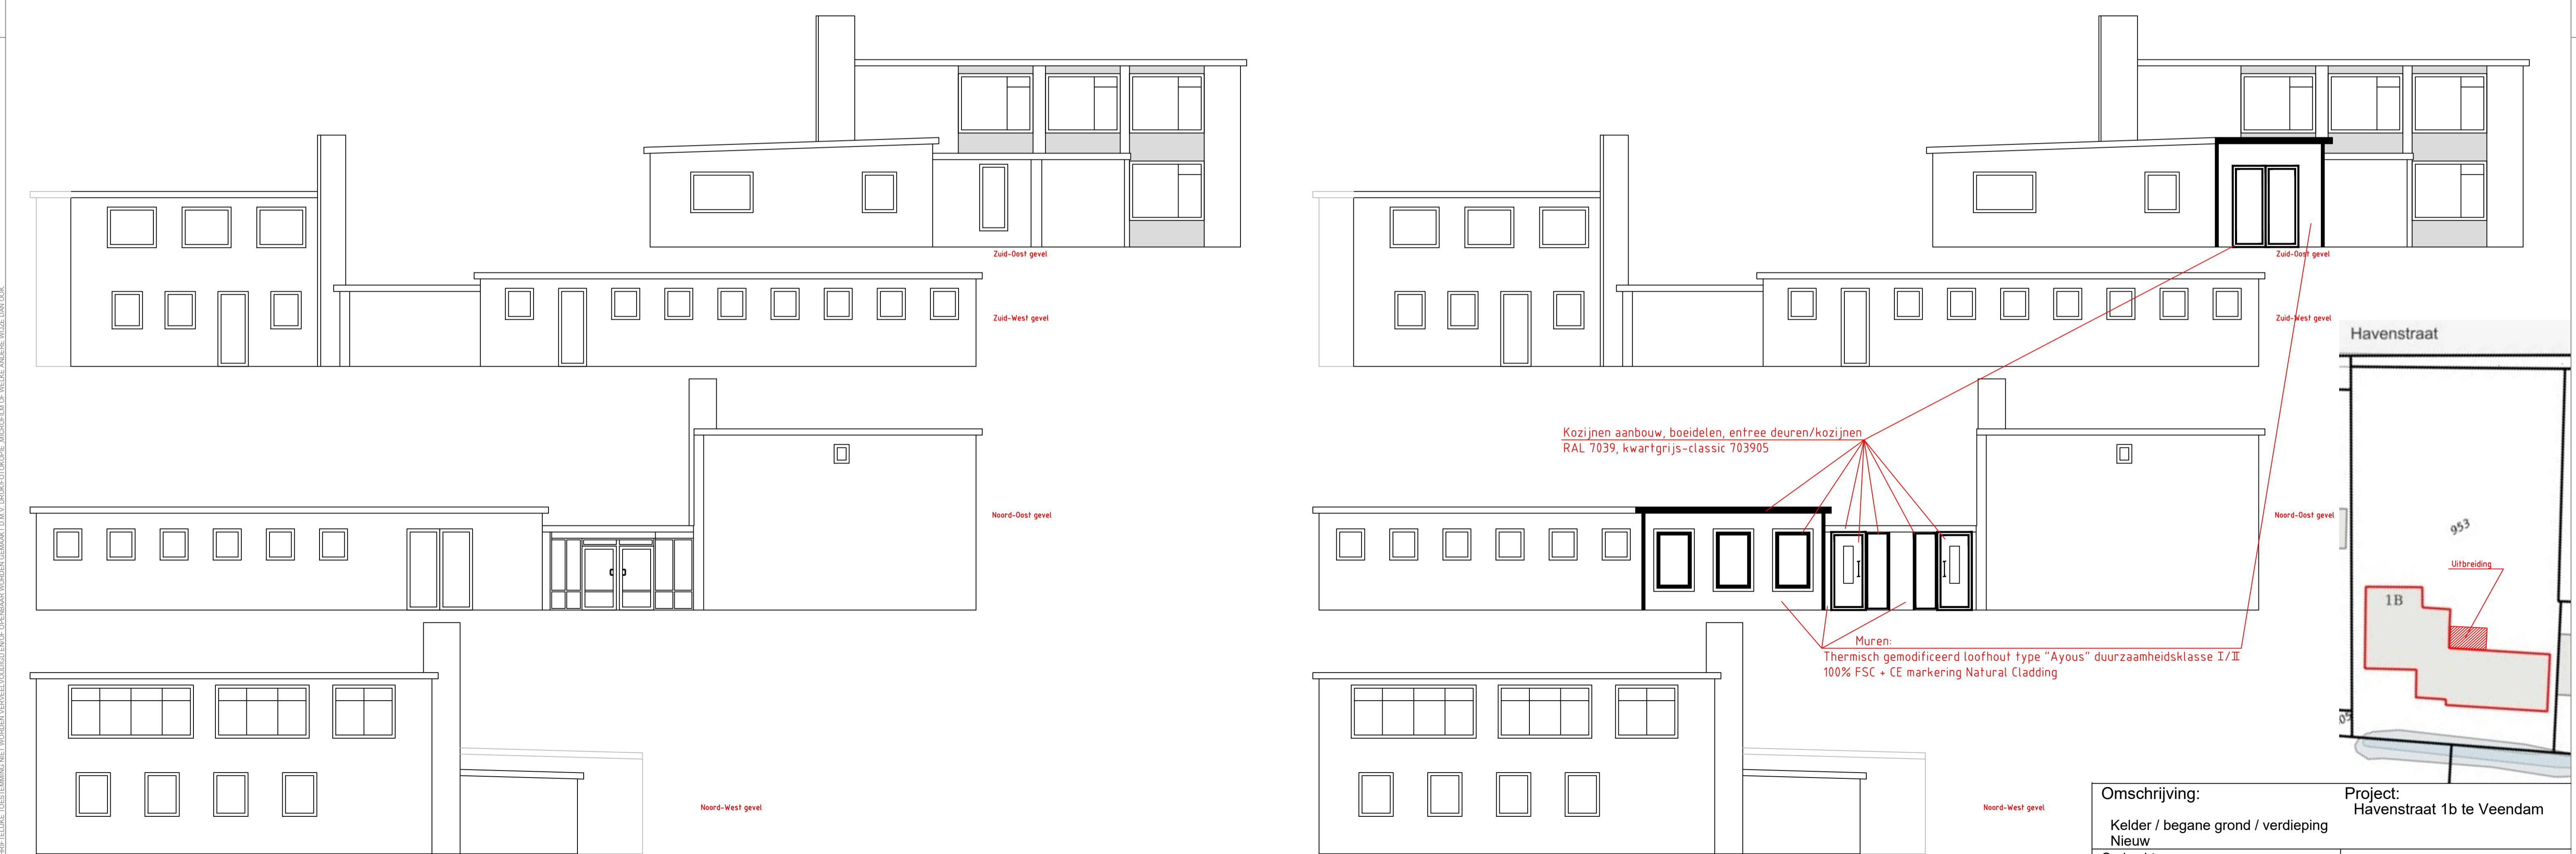 Zuid-Oost gevel
Zuid-West gevel
Noord-Oost gevel
Noord-West gevel
Zuid-Oost gevel
Zuid-West gevel
Kozijnen aanbouw, boeidelen, entree deuren/kozijnen
RAL 7039, kwartgrijs-classic 703905
Noord-Oost gevel
Muren:
Thermisch gemodificeerd loofhout type "Ayous" duurzaamheidsklasse I/II
100% FSC + CE markering Natural Cladding
Noord-West gevel
Havenstraat
953
Uitbreiding
1B
Omschrijving:
Kelder / begane grond / verdieping
Nieuw
Project:
Havenstraat 1b te Veendam